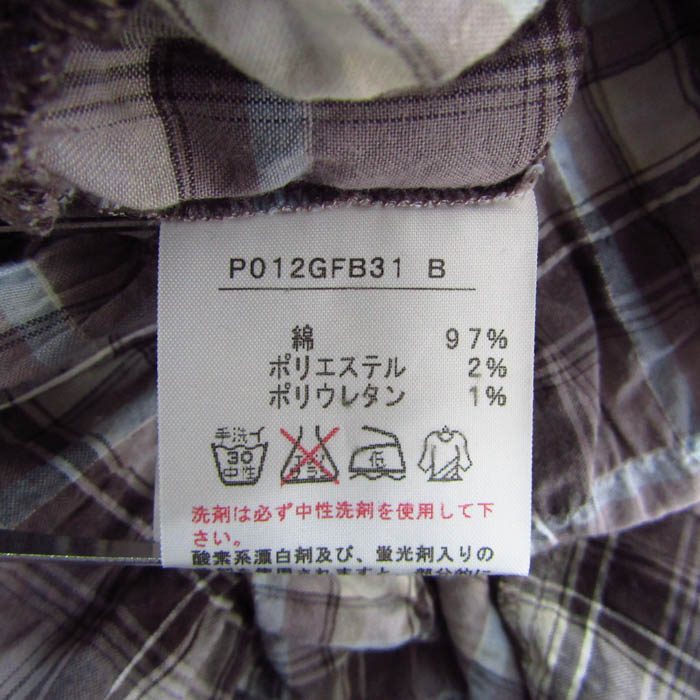 P012GFB31 B
綿 97%
ポリエステル 2%
ポリウレタン 1%
手洗イ
30
中性
低
洗剤は必ず中性洗剤を使用して下
さい。
酸素系漂白剤及び、蛍光剤入りの